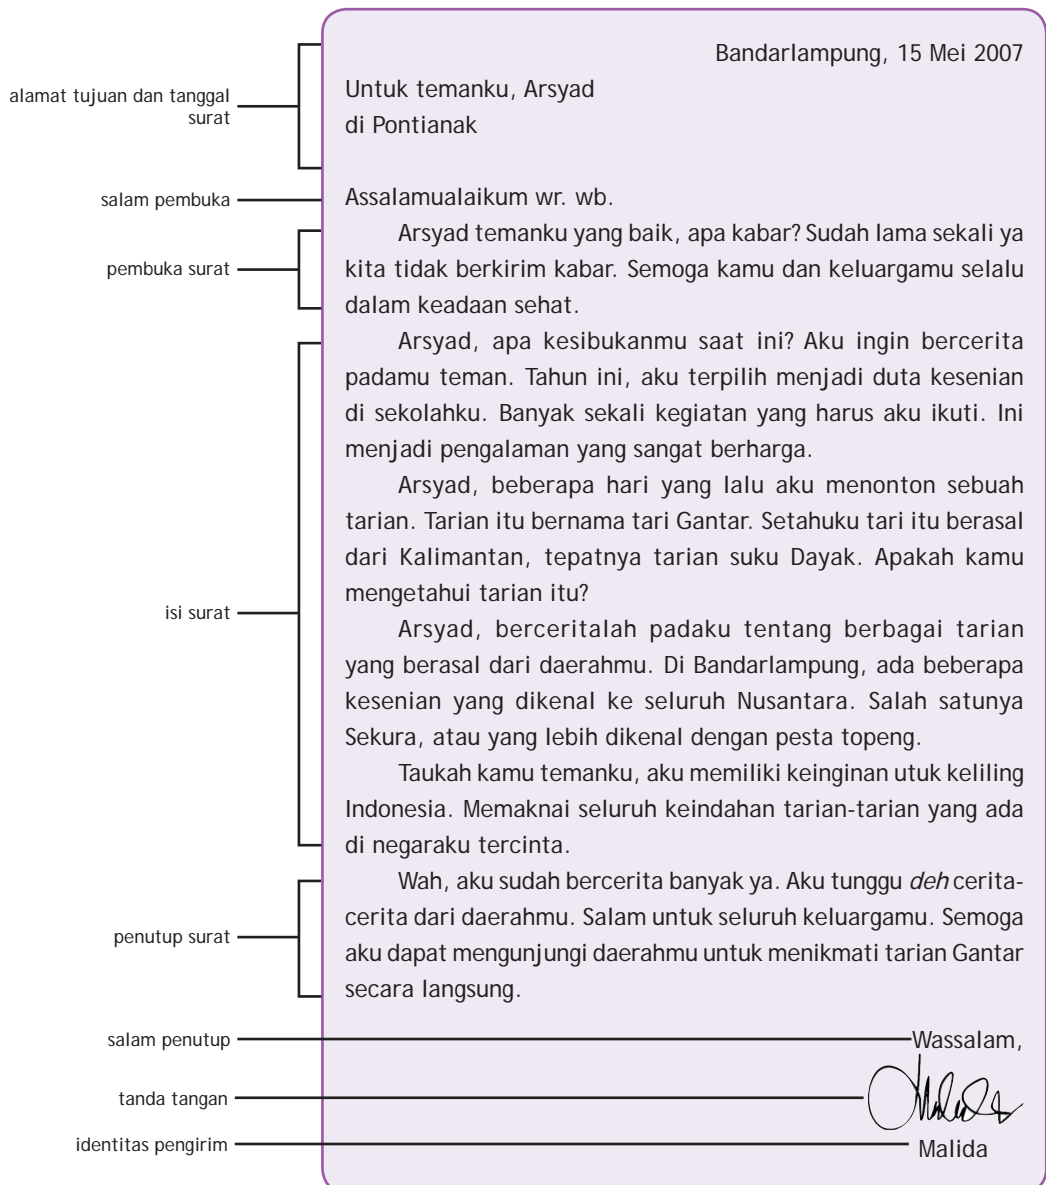 Bandarlampung, 15 Mei 2007
alamat tujuan dan tanggal
surat
Untuk temanku, Arsyad
di Pontianak
salam pembuka
Assalamualaikum wr. wb.
pembuka surat
Arsyad temanku yang baik, apa kabar? Sudah lama sekali ya
kita tidak berkirim kabar. Semoga kamu dan keluargamu selalu
dalam keadaan sehat.
isi surat
Arsyad, apa kesibukanmu saat ini? Aku ingin bercerita
padamu teman. Tahun ini, aku terpilih menjadi duta kesenian
di sekolahku. Banyak sekali kegiatan yang harus aku ikuti. Ini
menjadi pengalaman yang sangat berharga.
Arsyad, beberapa hari yang lalu aku menonton sebuah
tarian. Tarian itu bernama tari Gantar. Setahuku tari itu berasal
dari Kalimantan, tepatnya tarian suku Dayak. Apakah kamu
mengetahui tarian itu?
Arsyad, berceritalah padaku tentang berbagai tarian
yang berasal dari daerahmu. Di Bandarlampung, ada beberapa
kesenian yang dikenal ke seluruh Nusantara. Salah satunya
Sekura, atau yang lebih dikenal dengan pesta topeng.
Taukah kamu temanku, aku memiliki keinginan utuk keliling
Indonesia. Memaknai seluruh keindahan tarian-tarian yang ada
di negaraku tercinta.
penutup surat
Wah, aku sudah bercerita banyak ya. Aku tunggu deh cerita-
cerita dari daerahmu. Salam untuk seluruh keluargamu. Semoga
aku dapat mengunjungi daerahmu untuk menikmati tarian Gantar
secara langsung.
salam penutup
Wassalam,
tanda tangan
identitas pengirim
Malida